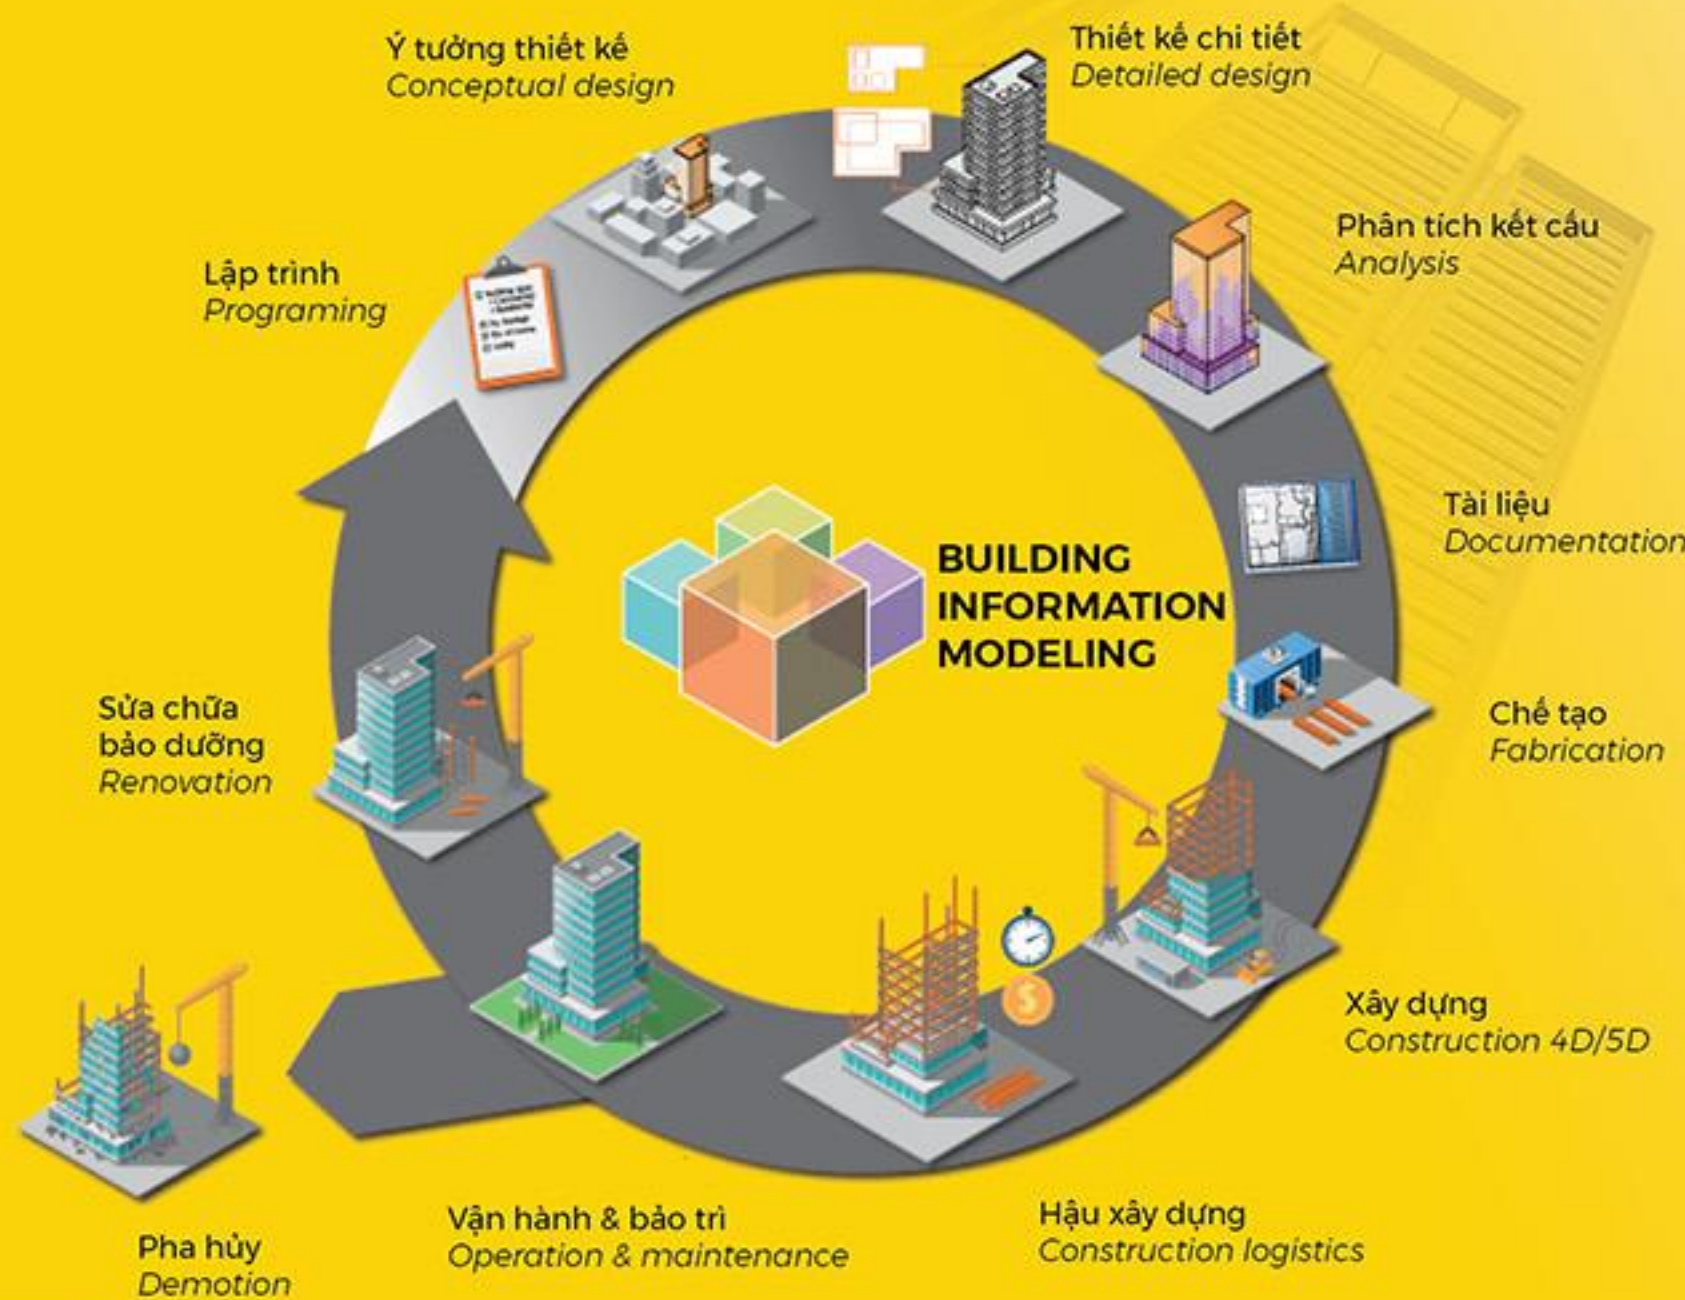 Ý tưởng thiết kế
Conceptual design
Thiết kế chi tiết
Detailed design
Phân tích kết cấu
Analysis
Lập trình
Programing
Tài liệu
Documentation
BUILDING
INFORMATION
MODELING
Sửa chữa
bảo dưỡng
Renovation
Chế tạo
Fabrication
Xây dựng
Construction 4D/5D
Hậu xây dựng
Construction logistics
Vận hành & bảo trì
Operation & maintenance
Pha hủy
Demotion
$